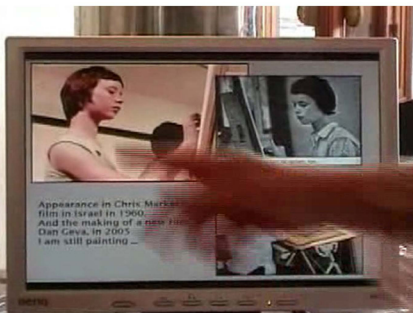 Appearance in Chris Marker
film in Israel in 1960.
And the making of a new
Dan Geva, in 2005
I am still painting ...
BenQ